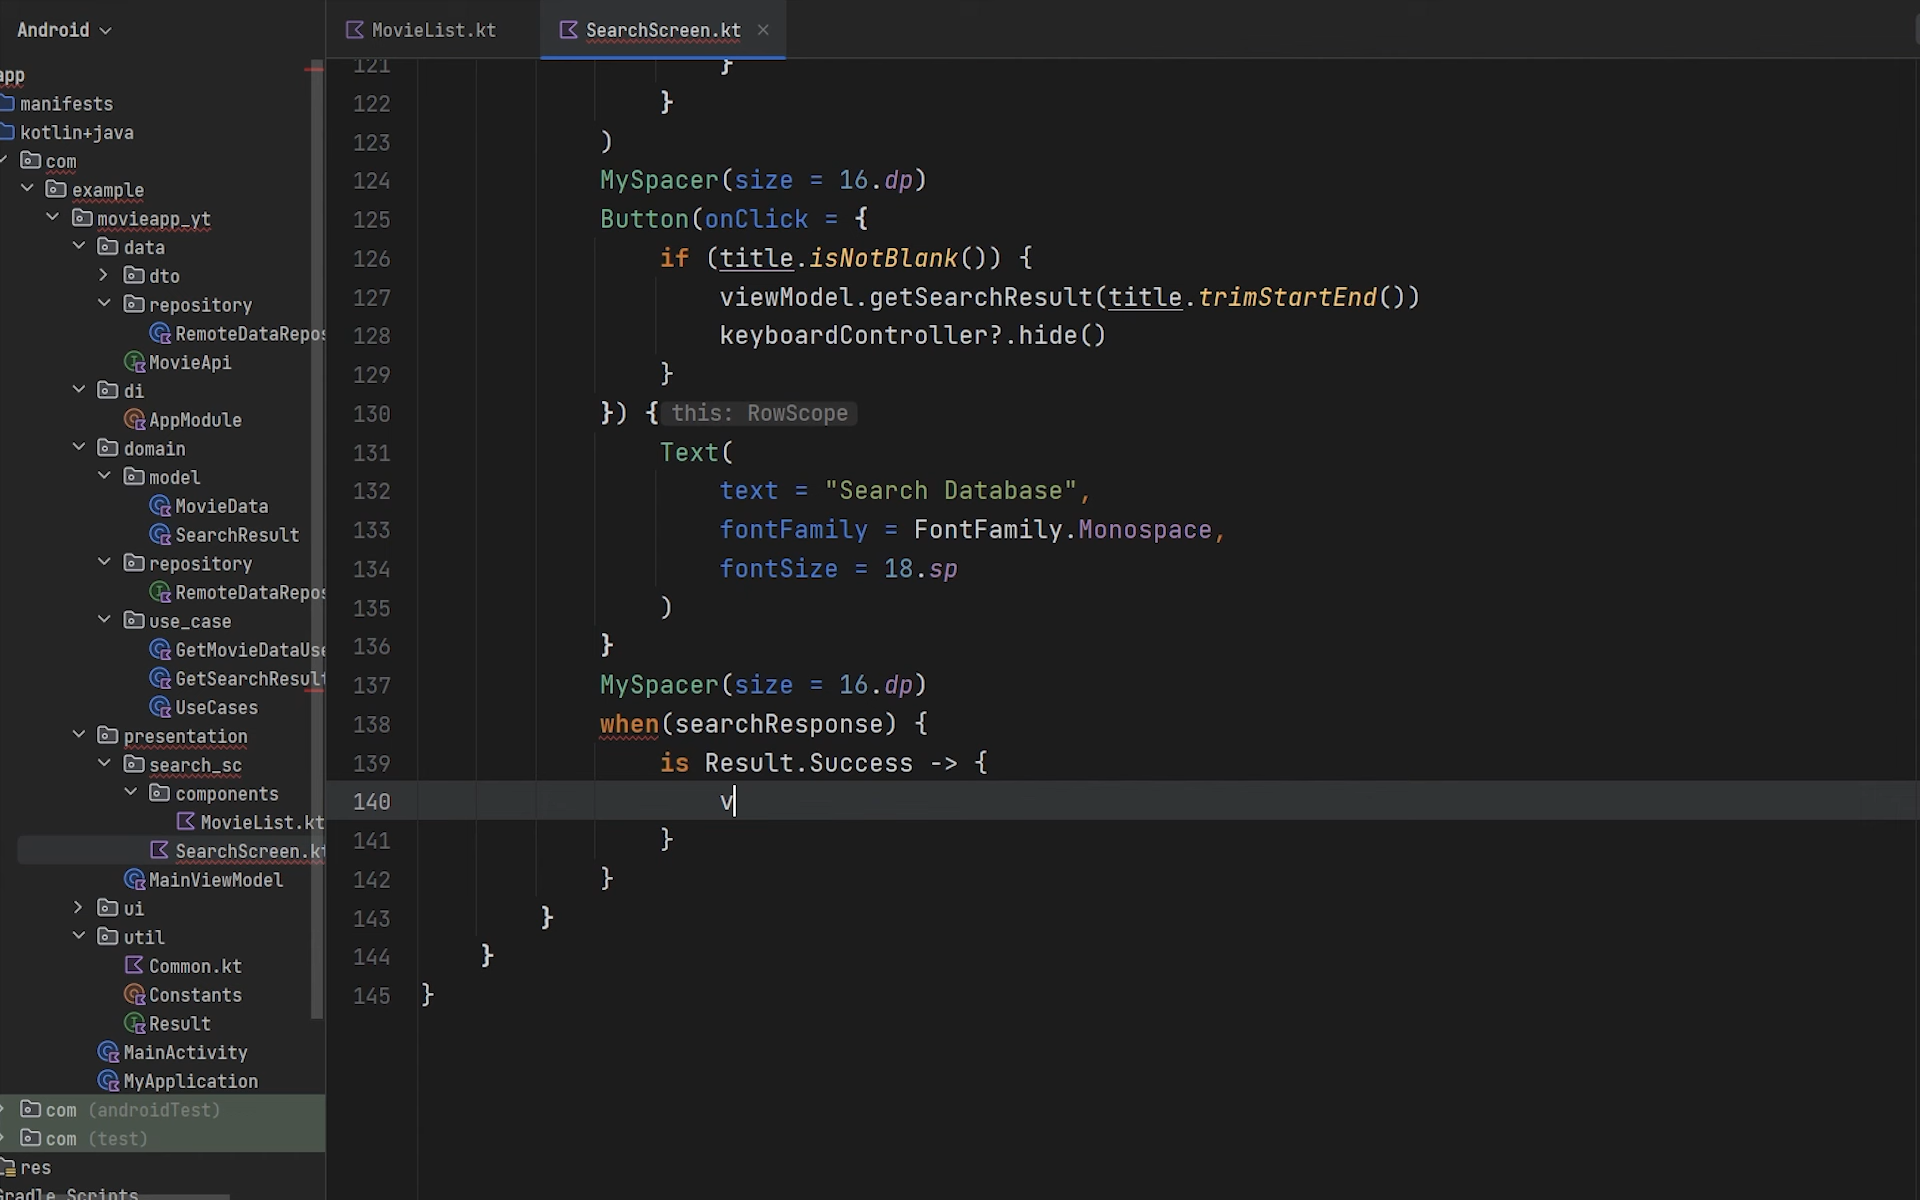 Android
MovieList.kt
SearchScreen.kt
app
manifests
kotlin+java
com
example
movieapp_yt
data
dto
repository
RemoteDataRepos
MovieApi
di
AppModule
domain
model
MovieData
SearchResult
repository
RemoteDataRepos
use_case
GetMovieDataUse
GetSearchResult
UseCases
presentation
search_sc
components
MovieList.kt
SearchScreen.kt
MainViewModel
ui
util
Common.kt
Constants
Result
MainActivity
MyApplication
com (androidTest)
com (test)
res
Gradle Scripts
121 }
122 }
123 )
124 MySpacer(size = 16.dp)
125 Button(onClick = {
126 if (title.isNotBlank()) {
127 viewModel.getSearchResult(title.trimStartEnd())
128 keyboardController?.hide()
129 }
130 }) { this: RowScope
131 Text(
132 text = "Search Database",
133 fontFamily = FontFamily.Monospace,
134 fontSize = 18.sp
135 )
136 }
137 MySpacer(size = 16.dp)
138 when(searchResponse) {
139 is Result.Success -> {
140 v
141 }
142 }
143 }
144 }
145 }